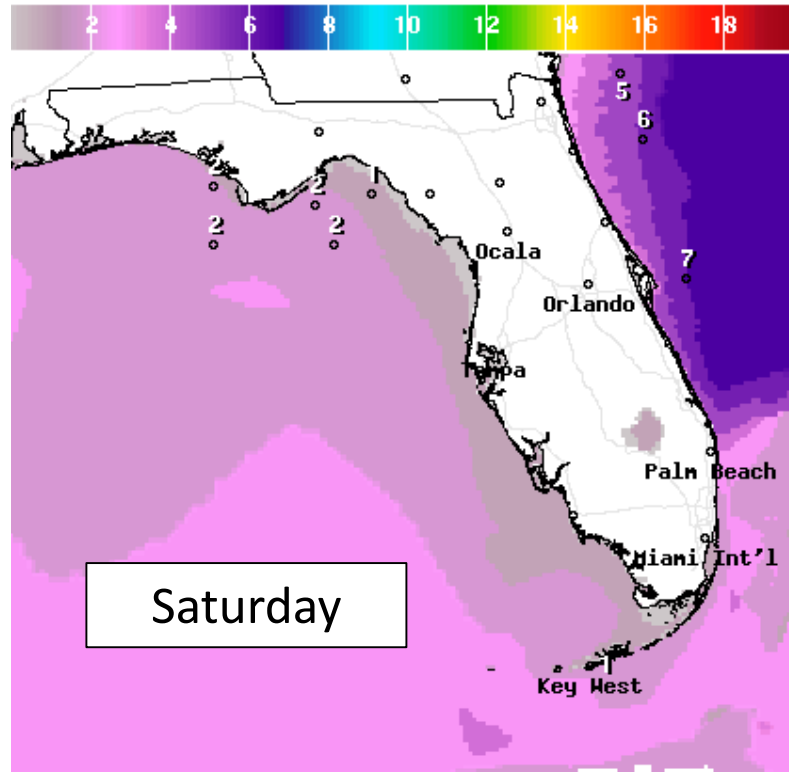 2 4 6 8 10 12 14 16 18
5
6
2 2 1
2 2
7
Ocala
Orlando
Tampa
Palm Beach
Miami Int'l
1
Key West
Saturday